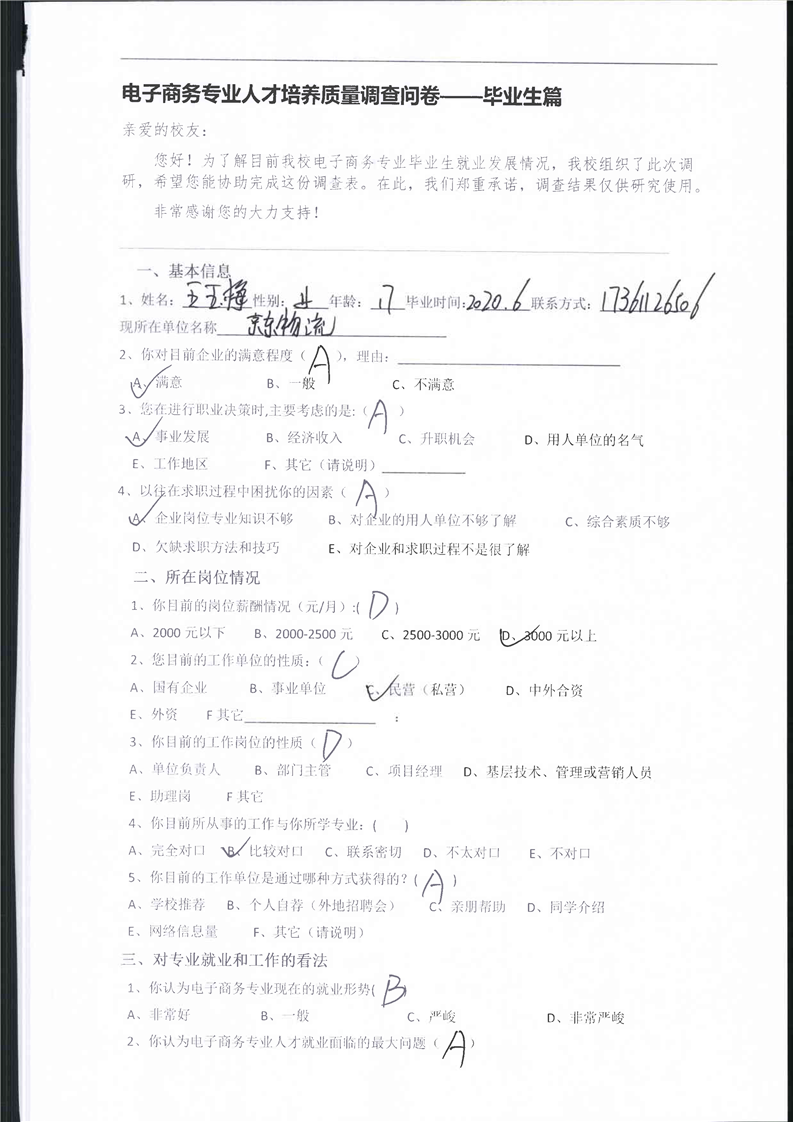 电子商务专业人才培养质量调查问卷——毕业生篇
亲爱的校友：
您好！为了解目前我校电子商务专业毕业生就业发展情况，我校组织了此次调
研，希望您能协助完成这份调查表。在此，我们郑重承诺，调查结果仅供研究使用。
非常感谢您的大力支持！
一、基本信息
1、姓名：王玉 性别： 年龄： 毕业时间：2020.6 联系方式：17361126506
现所在单位名称 京东物流
2、你对目前企业的满意程度（ A ），理由：
A、满意 B、一般 C、不满意
3、您在进行职业决策时,主要考虑的是:（ A ）
A、事业发展 B、经济收入 C、升职机会 D、用人单位的名气
E、工作地区 F、其它（请说明）
4、以往在求职过程中困扰你的因素（ A ）
A、企业岗位专业知识不够 B、对企业的用人单位不够了解 C、综合素质不够
D、欠缺求职方法和技巧 E、对企业和求职过程不是很了解
二、所在岗位情况
1、你目前的岗位薪酬情况（元/月）:( D )
A、2000 元以下 B、2000-2500 元 C、2500-3000 元 D、3000 元以上
2、您目前的工作单位的性质：（ C ）
A、国有企业 B、事业单位 C、民营（私营） D、中外合资
E、外资 F 其它 ；
3、你目前的工作岗位的性质（ D ）
A、单位负责人 B、部门主管 C、项目经理 D、基层技术、管理或营销人员
E、助理岗 F 其它
4、你目前所从事的工作与你所学专业：( )
A、完全对口 B、比较对口 C、联系密切 D、不太对口 E、不对口
5、你目前的工作单位是通过哪种方式获得的？( A )
A、学校推荐 B、个人自荐（外地招聘会） C、亲朋帮助 D、同学介绍
E、网络信息量 F、其它（请说明）
三、对专业就业和工作的看法
1、你认为电子商务专业现在的就业形势( B )
A、非常好 B、一般 C、严峻 D、非常严峻
2、你认为电子商务专业人才就业面临的最大问题（ A ）